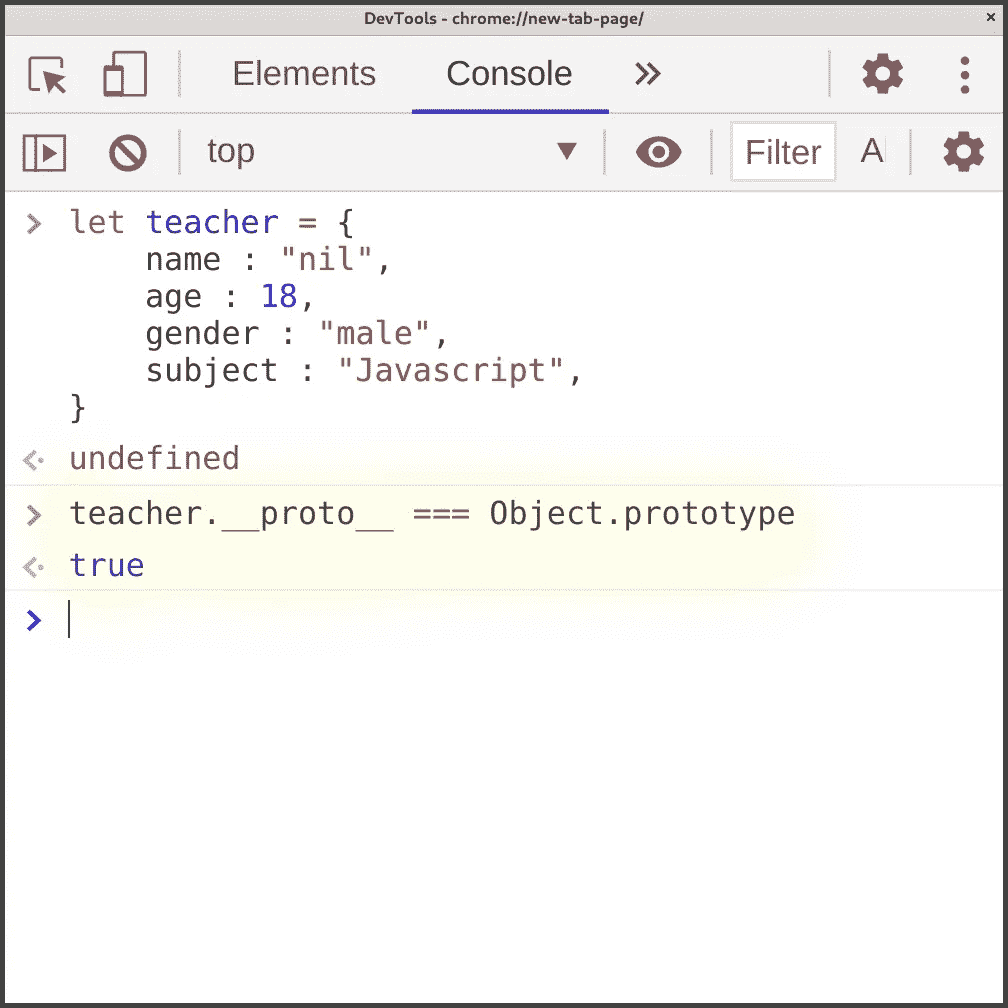 DevTools - chrome://new-tab-page/
Elements Console
top Filter A
let teacher = {
name : "nil",
age : 18,
gender : "male",
subject : "Javascript",
}
undefined
teacher.__proto__ === Object.prototype
true